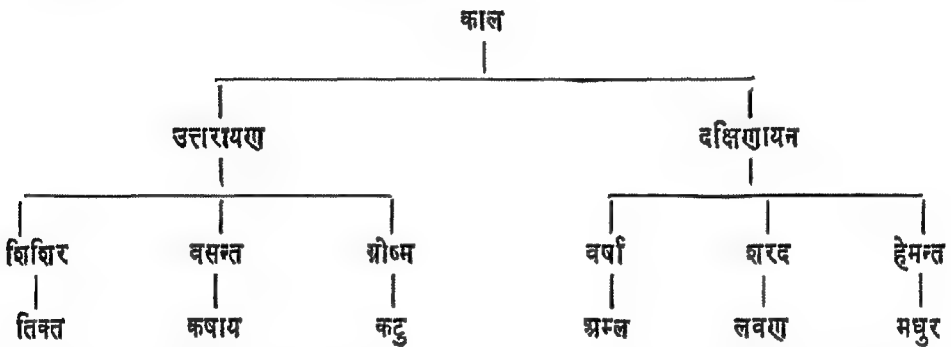 काल
उत्तरायण दक्षिणायन
शिशिर वसन्त ग्रीष्म वर्षा शरद हेमन्त
तिक्त कषाय कटु अम्ल लवण मधुर